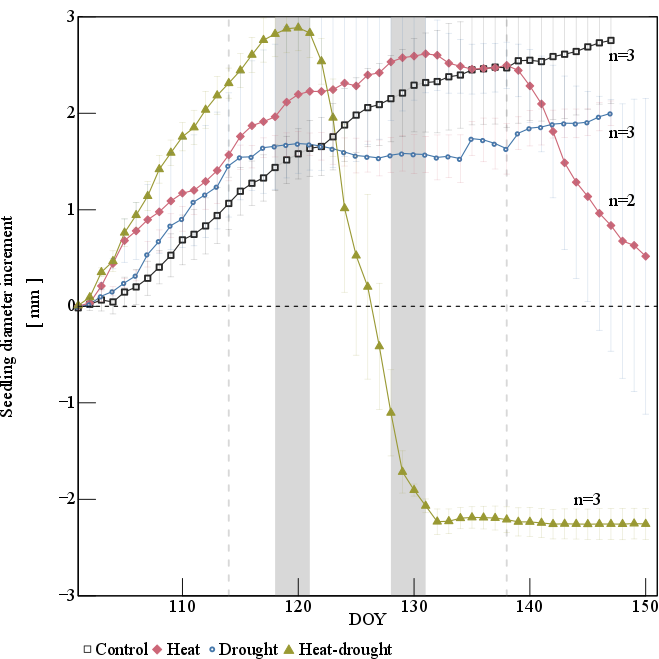 3
2
1
0
−1
−2
−3
Seedling diameter increment
[ mm ]
n=3
n=3
n=2
n=3
110 120 130 140 150
DOY
Control Heat Drought Heat-drought